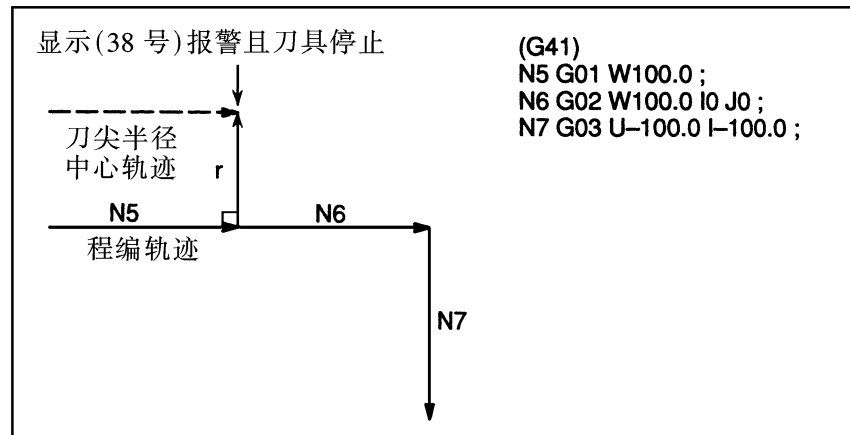 显示(38 号)报警且刀具停止
(G41)
N5 G01 W100.0 ;
N6 G02 W100.0 I0 J0 ;
N7 G03 U–100.0 I–100.0 ;
刀尖半径
中心轨迹
r
N5
N6
程编轨迹
N7